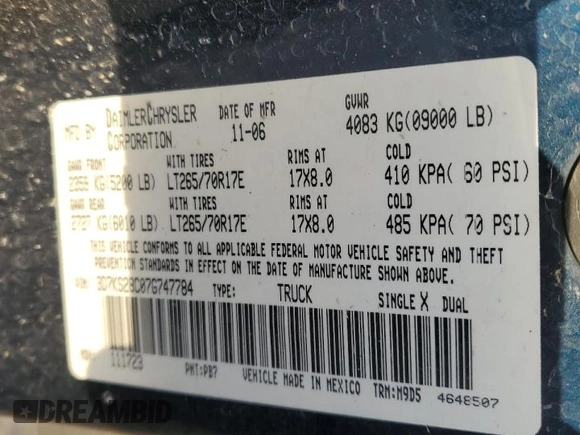 MFD BY DAIMLERCHRYSLER CORPORATION
DATE OF MFR 11-06
GVWR 4083 KG(09000 LB)
GAWR FRONT WITH TIRES RIMS AT COLD
2359 KG(5200 LB) LT265/70R17E 17X8.0 410 KPA( 60 PSI)
GAWR REAR WITH TIRES RIMS AT COLD
2727 KG(6010 LB) LT265/70R17E 17X8.0 485 KPA( 70 PSI)
THIS VEHICLE CONFORMS TO ALL APPLICABLE FEDERAL MOTOR VEHICLE SAFETY AND THEFT
PREVENTION STANDARDS IN EFFECT ON THE DATE OF MANUFACTURE SHOWN ABOVE.
VIN: 3D7KS28C07G747784 TYPE: TRUCK SINGLE X DUAL
111723 PNT:PB7 VEHICLE MADE IN MEXICO TRM:M9D5 4648507
DREAMBID